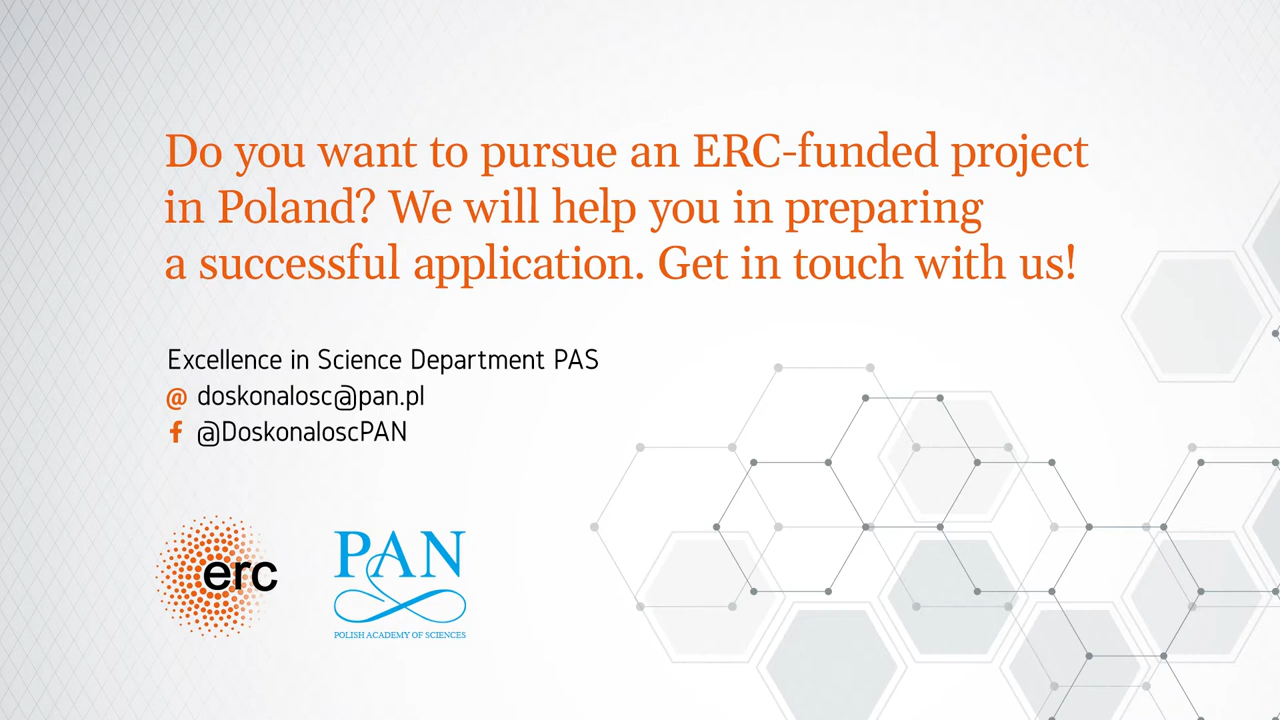 Do you want to pursue an ERC-funded project
in Poland? We will help you in preparing
a successful application. Get in touch with us!
Excellence in Science Department PAS
@ doskonalosc@pan.pl
f @DoskonaloscPAN
erc
PAN
POLISH ACADEMY OF SCIENCES